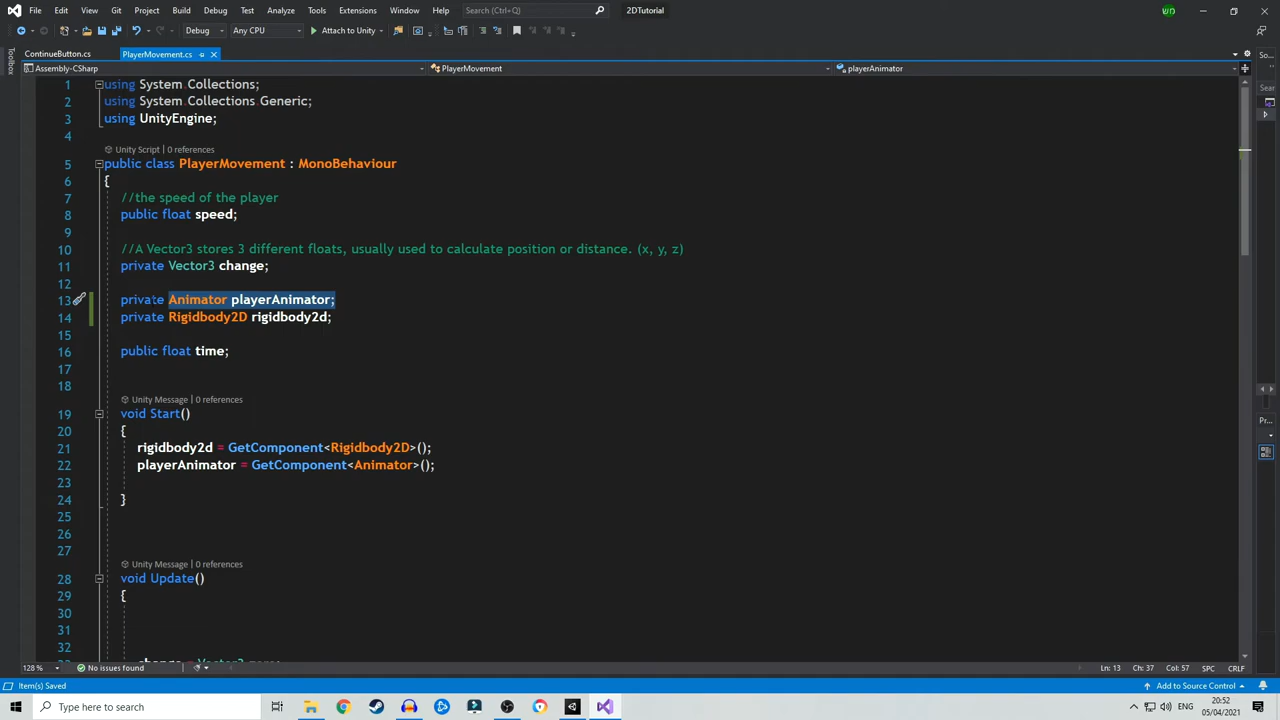 File Edit View Git Project Build Debug Test Analyze Tools Extensions Window Help Search (Ctrl+Q) 2DTutorial
Debug Any CPU Attach to Unity
ContinueButton.cs PlayerMovement.cs
Assembly-CSharp PlayerMovement playerAnimator
1 using System.Collections;
2 using System.Collections.Generic;
3 using UnityEngine;
4
Unity Script | 0 references
5 public class PlayerMovement : MonoBehaviour
6 {
7 //the speed of the player
8 public float speed;
9
10 //A Vector3 stores 3 different floats, usually used to calculate position or distance. (x, y, z)
11 private Vector3 change;
12
13 private Animator playerAnimator;
14 private Rigidbody2D rigidbody2d;
15
16 public float time;
17
18
Unity Message | 0 references
19 void Start()
20 {
21 rigidbody2d = GetComponent<Rigidbody2D>();
22 playerAnimator = GetComponent<Animator>();
23
24 }
25
26
27
Unity Message | 0 references
28 void Update()
29 {
30
31
32
128 % No issues found Ln: 13 Ch: 37 Col: 57 SPC CRLF
Item(s) Saved Add to Source Control
Type here to search ENG 20:52
05/04/2021